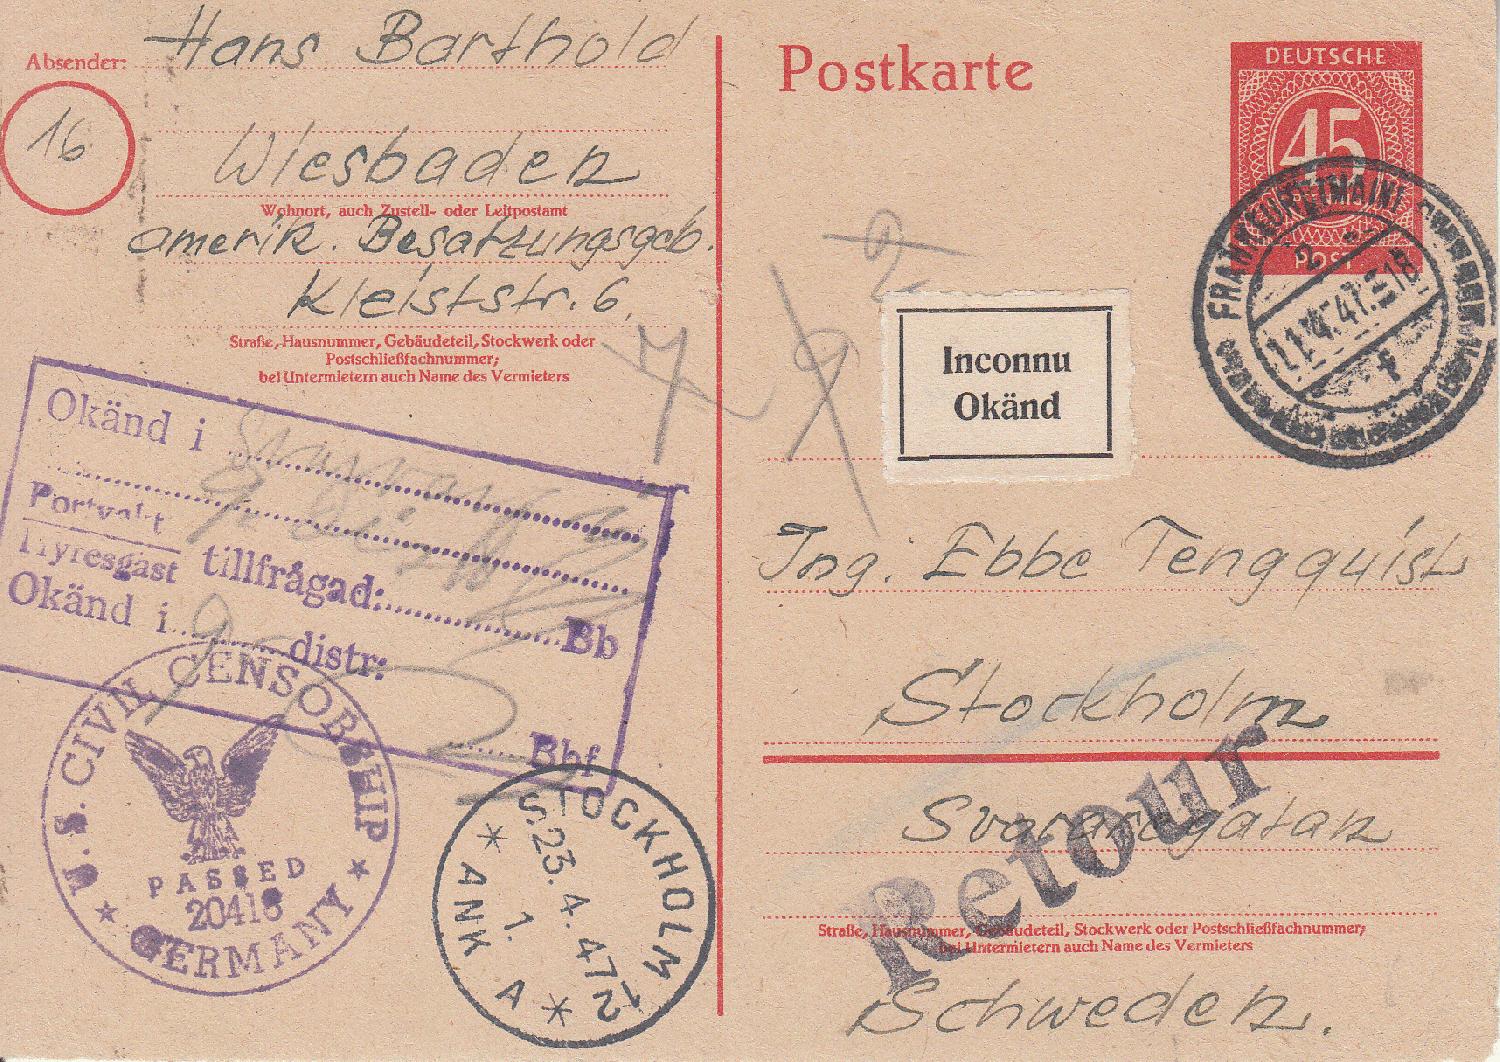 Absender: Hans Barthold
16
Wiesbaden
Wohnort, auch Zustell- oder Leitpostamt
amerik. Besatzungsgeb.
Kleiststr. 6.
Straße, Hausnummer, Gebäudeteil, Stockwerk oder
Postschließfachnummer;
bei Untermietern auch Name des Vermieters
Okänd i
Portvakt
Hyresgäst tillfrågad: Bb
Okänd i distr:
Bbf
U.S. CIVIL CENSORSHIP
PASSED
20418
GERMANY
STOCKHOLM
23.4.47 12
1.
ANK A
Postkarte
DEUTSCHE
45
POST
FRANKFURT (MAIN)
47
18
Inconnu
Okänd
Ing. Ebbe Tengquist
Stockholm
Retour
Straße, Hausnummer, Gebäudeteil, Stockwerk oder Postschließfachnummer;
bei Untermietern auch Name des Vermieters
Schweden.